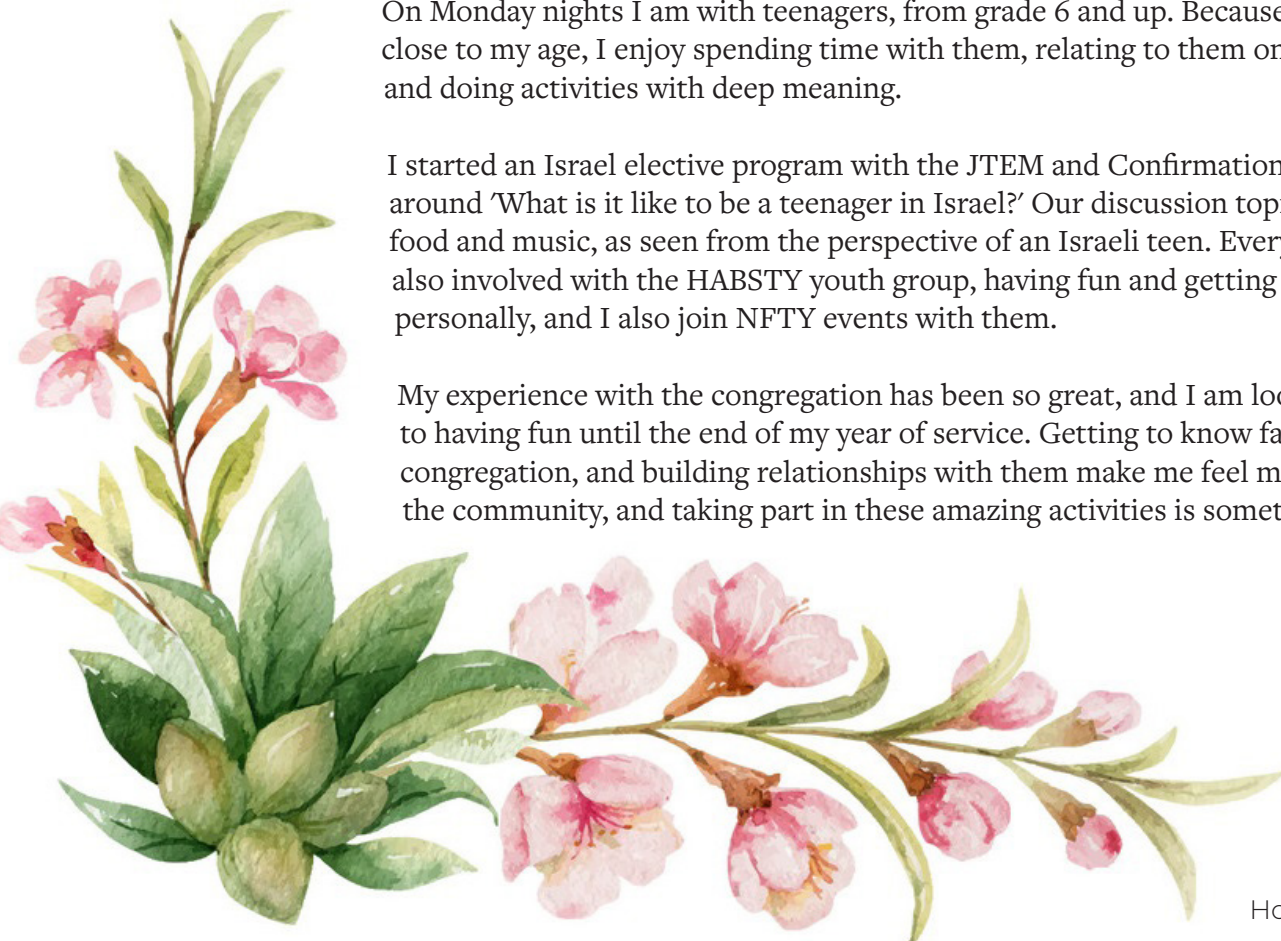 On Monday nights I am with teenagers, from grade 6 and up. Because
close to my age, I enjoy spending time with them, relating to them on
and doing activities with deep meaning.
I started an Israel elective program with the JTEM and Confirmation
around 'What is it like to be a teenager in Israel?' Our discussion
food and music, as seen from the perspective of an Israeli teen.
also involved with the HABSTY youth group, having fun and getting
personally, and I also join NFTY events with them.
My experience with the congregation has been so great, and I am
to having fun until the end of my year of service. Getting to know
congregation, and building relationships with them make me feel
the community, and taking part in these amazing activities is